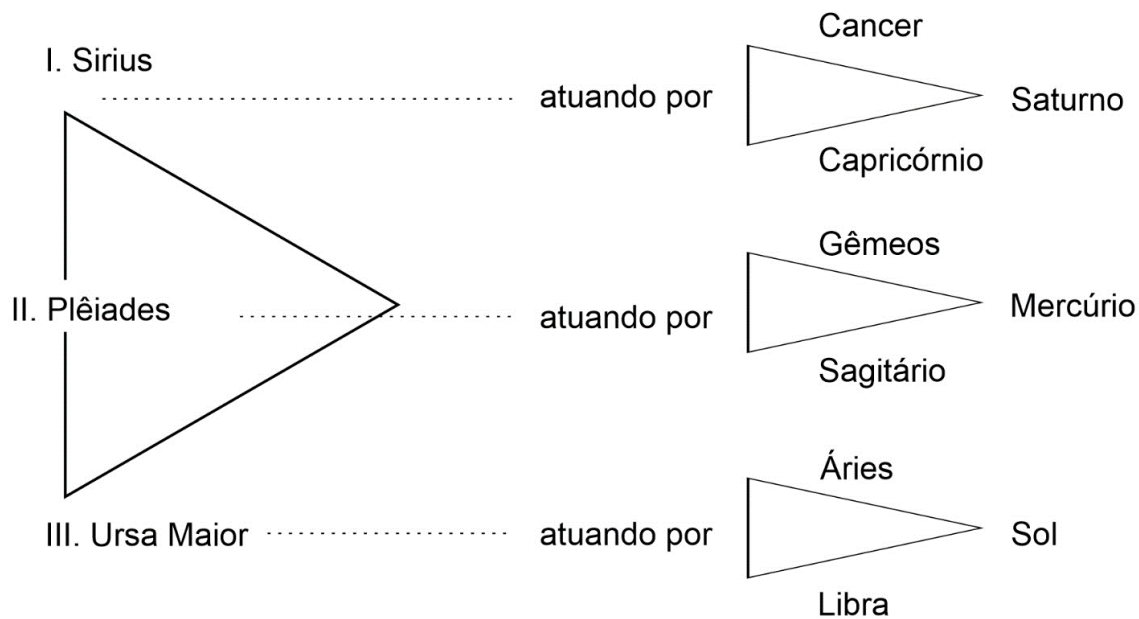 Cancer
I. Sirius
atuando por
Saturno
Capricórnio
Gêmeos
II. Plêiades
atuando por
Mercúrio
Sagitário
Áries
III. Ursa Maior
atuando por
Sol
Libra